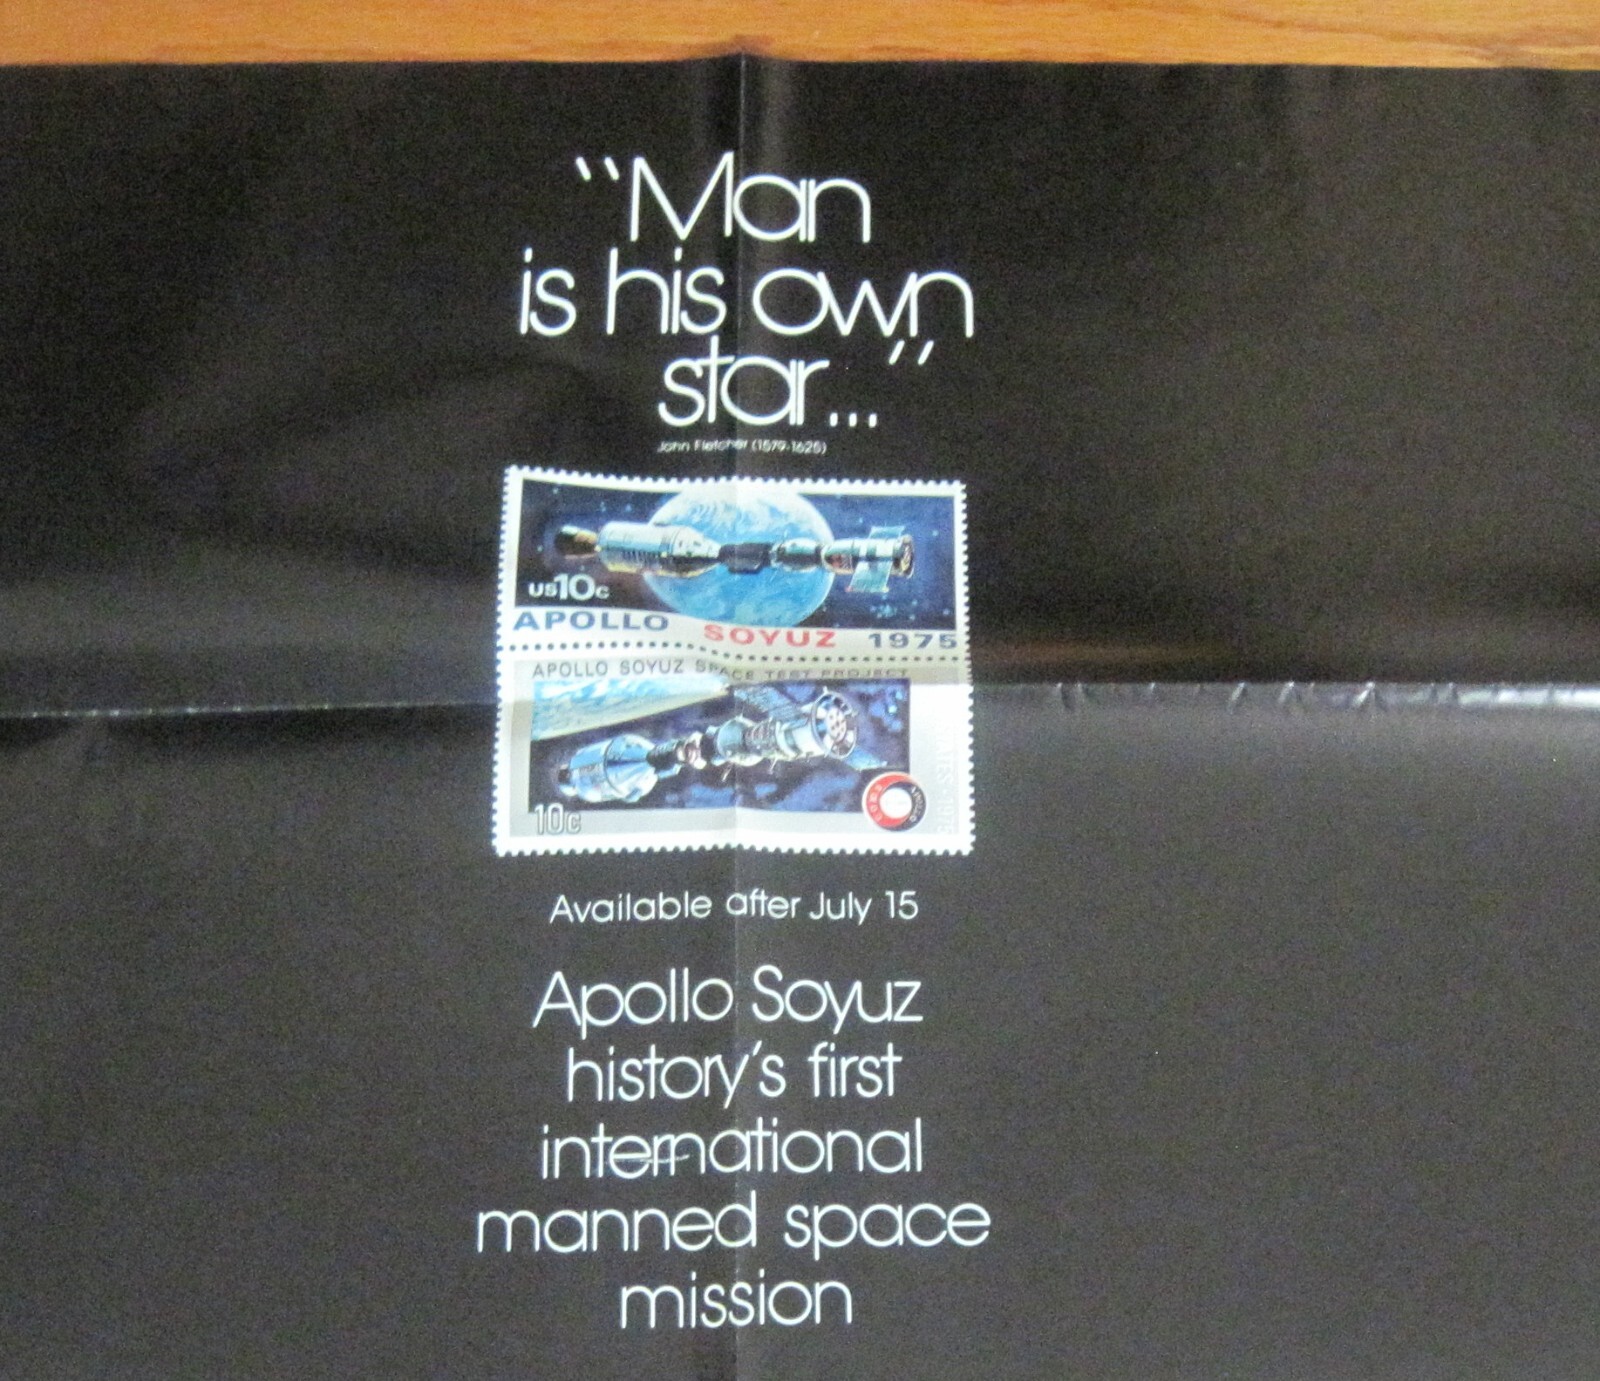 “Man
is his own
star...”
John Fletcher (1579-1625)
US10c
APOLLO SOYUZ 1975
APOLLO SOYUZ SPACE TEST PROJECT
10c
APOLLO
Available after July 15
Apollo Soyuz
history's first
international
manned space
mission